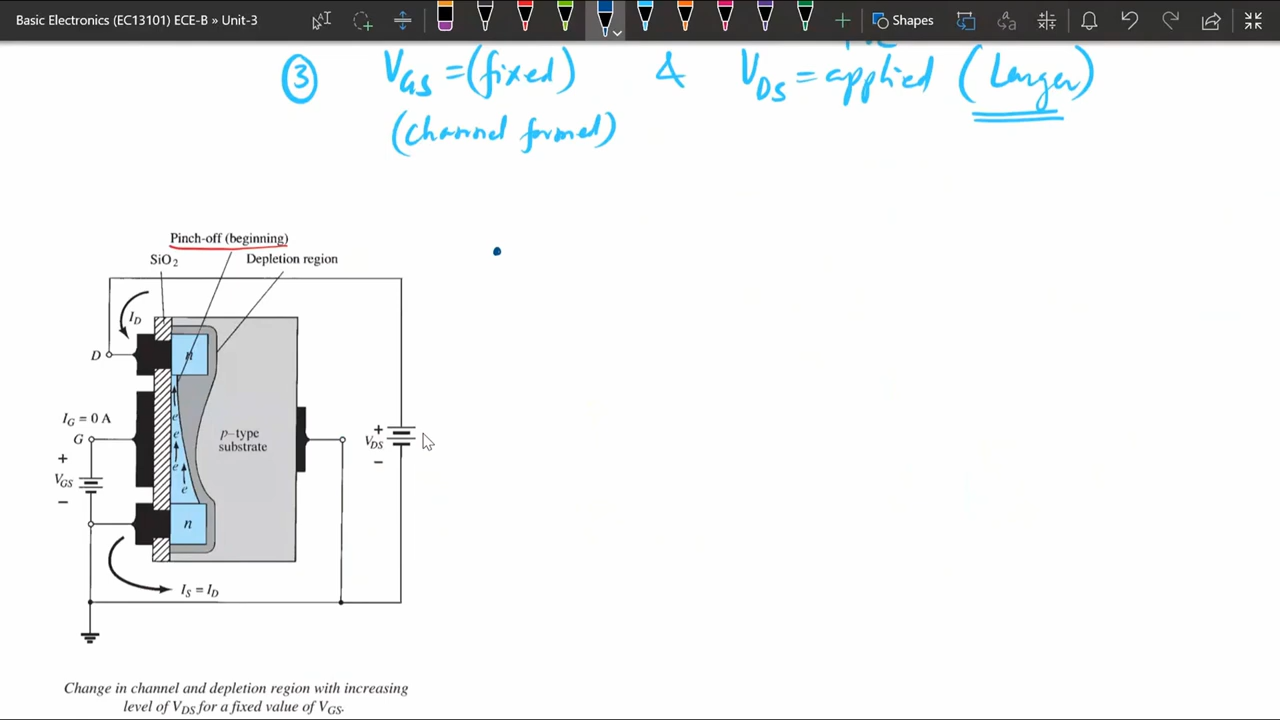 Basic Electronics (EC13101) ECE-B » Unit-3
Shapes
③ VGS = (fixed) & VDS = applied (Larger)
(channel formed)
Pinch-off (beginning)
SiO2
Depletion region
ID
D
n
IG = 0 A
G
+
VGS
−
e
e
e
e
p-type
substrate
+
VDS
−
n
IS = ID
Change in channel and depletion region with increasing
level of VDS for a fixed value of VGS.